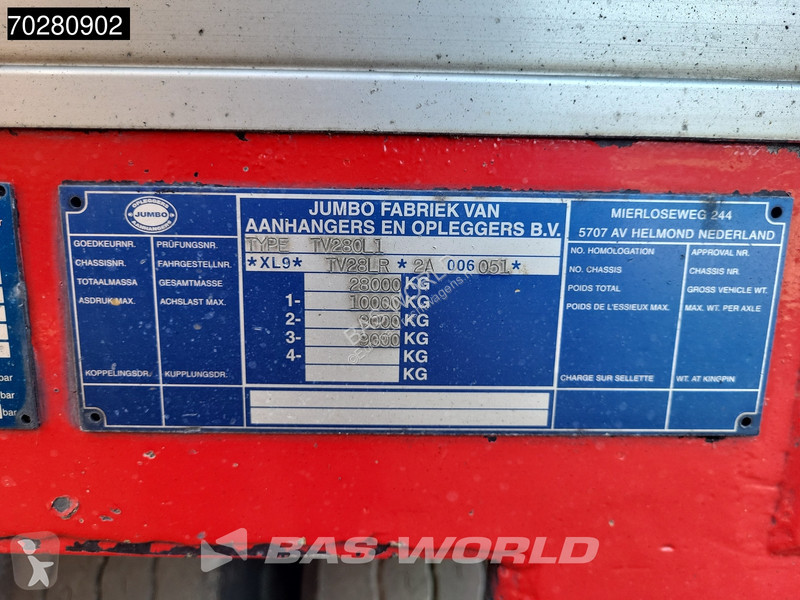 70280902
OPLEGGERS
JUMBO
AANHANGERS
JUMBO FABRIEK VAN
AANHANGERS EN OPLEGGERS B.V.
MIERLOSEWEG 244
5707 AV HELMOND NEDERLAND
GOEDKEURNR. PRÜFUNGSNR.
CHASSISNR. FAHRGESTELLNR.
TOTAALMASSA GESAMTMASSE
ASDRUK MAX. ACHSLAST MAX.
KOPPELINGSDR. KUPPLUNGSDR.
TYPE TV280L1
*XL9* TV28LR * 2A 006051*
28000 KG
1- 10000 KG
2- 9000 KG
3- 9000 KG
4- KG
KG
NO. HOMOLOGATION APPROVAL NR.
NO. CHASSIS CHASSIS NR.
POIDS TOTAL GROSS VEHICLE WT.
POIDS DE L'ESSIEUX MAX. MAX. WT. PER AXLE
CHARGE SUR SELLETTE WT. AT KINGPIN
bar
bar
bar
BAS WORLD
BAS WORLD